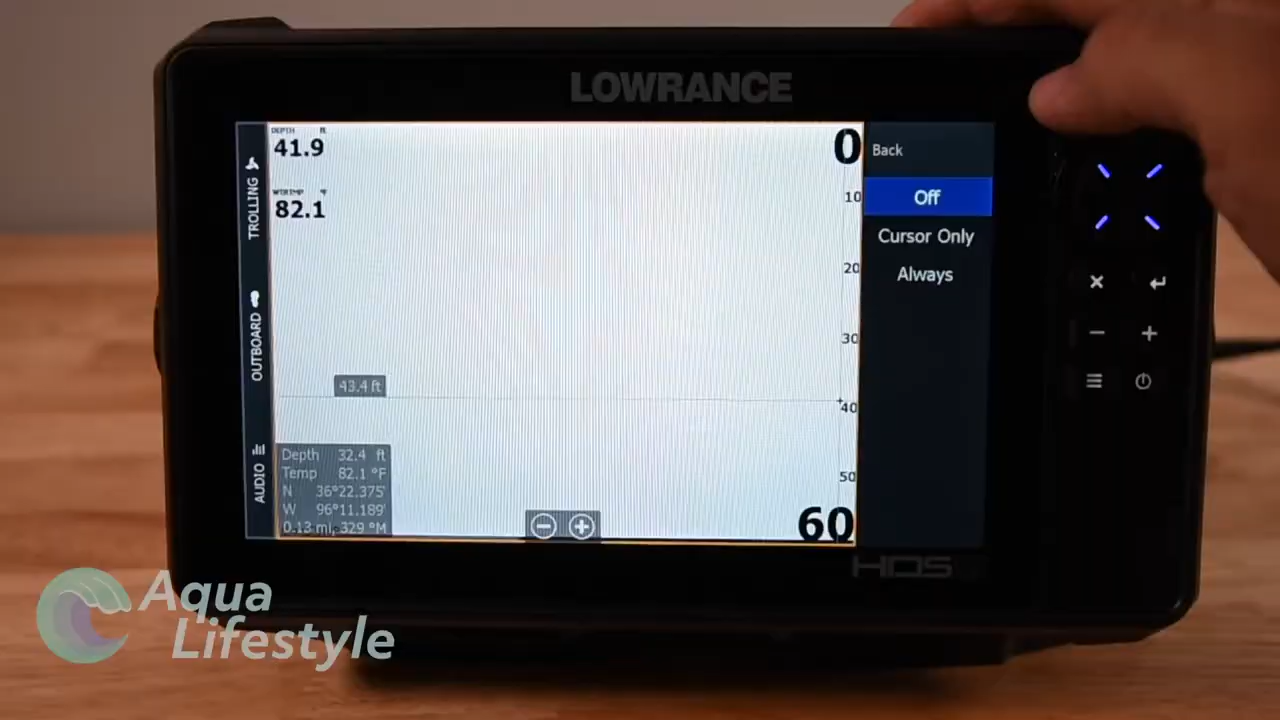 LOWRANCE
TROLLING
OUTBOARD
AUDIO
DEPTH ft
41.9
WTRTMP °F
82.1
0
10
20
30
40
50
60
43.4 ft
Depth 32.4 ft
Temp 82.1 °F
N 36°22.375'
W 96°11.189'
0.13 mi, 329 °M
Back
Off
Cursor Only
Always
HDS
Aqua
Lifestyle